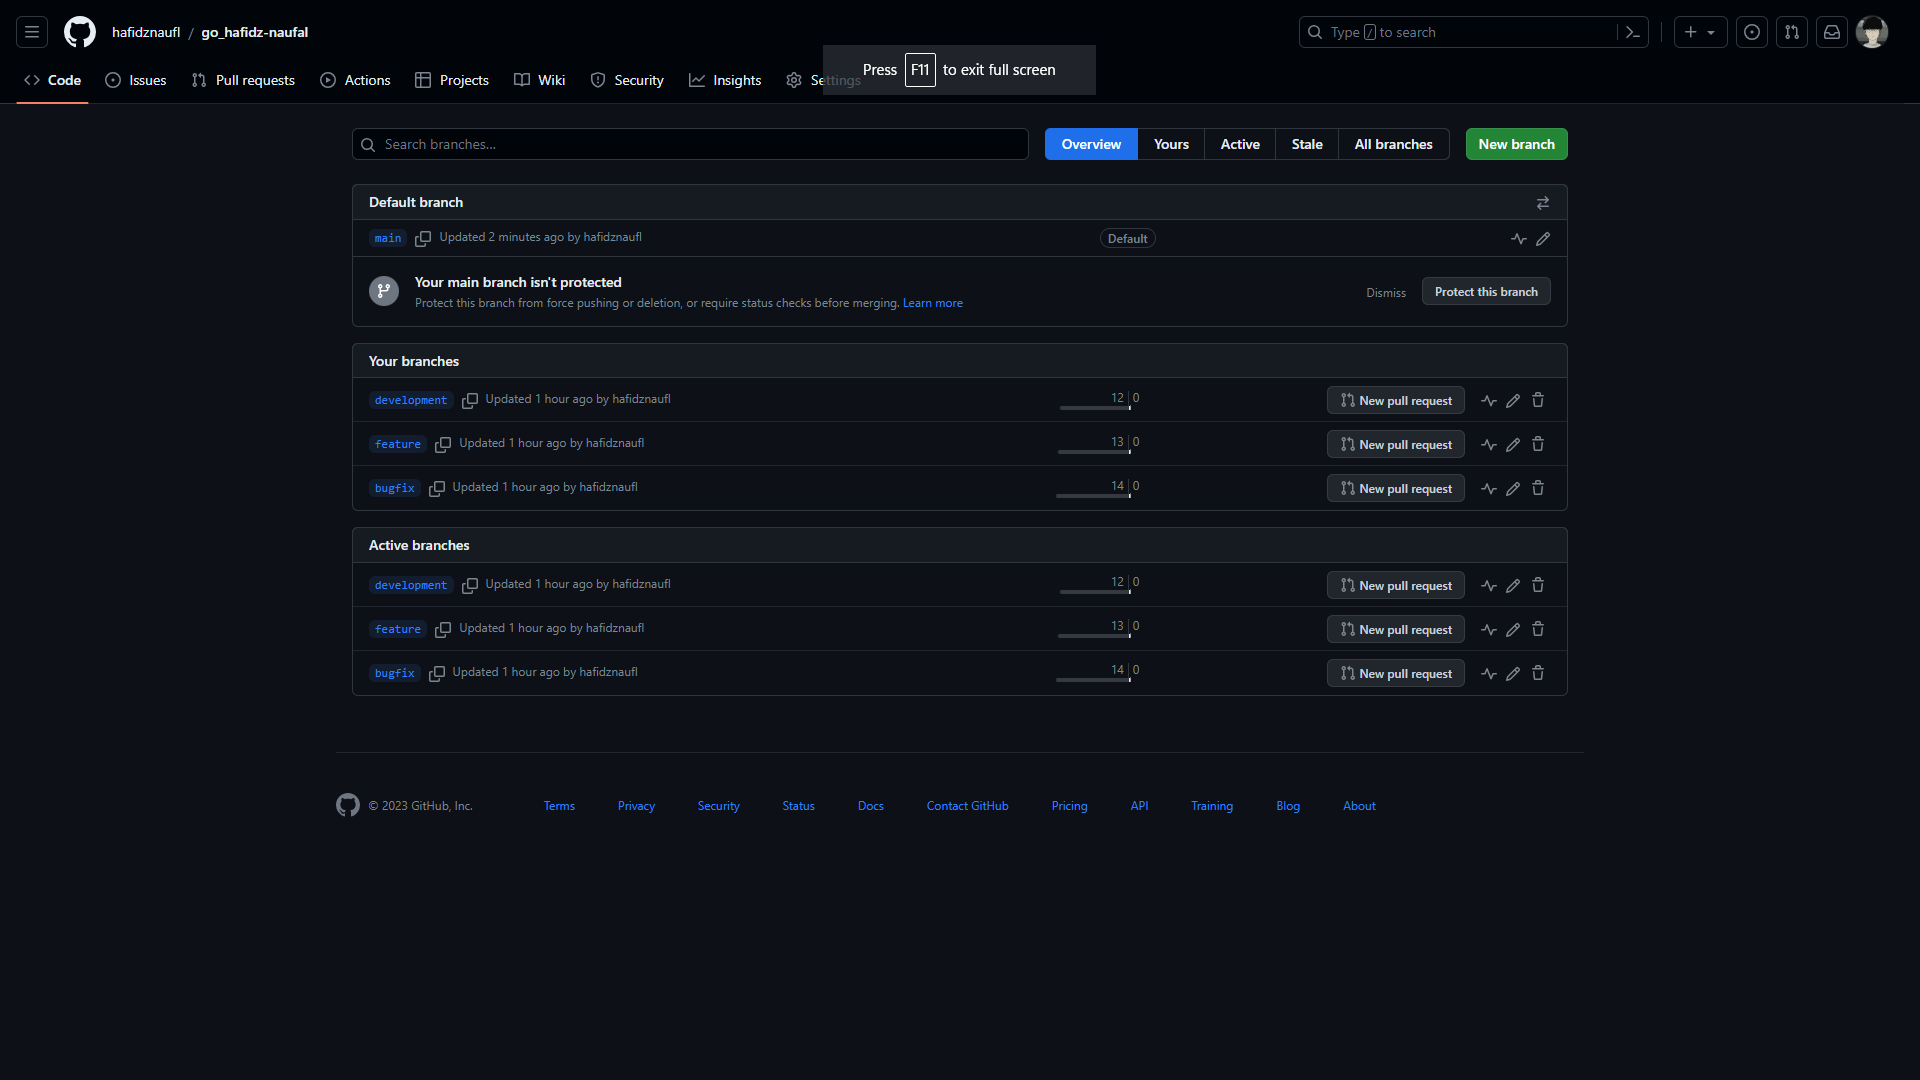 hafidznaufl / go_hafidz-naufal
Type / to search
Code Issues Pull requests Actions Projects Wiki Security Insights Settings
Press F11 to exit full screen
Search branches...
Overview Yours Active Stale All branches New branch
Default branch
main Updated 2 minutes ago by hafidznaufl Default
Your main branch isn't protected
Protect this branch from force pushing or deletion, or require status checks before merging. Learn more
Dismiss Protect this branch
Your branches
development Updated 1 hour ago by hafidznaufl 12 0 New pull request
feature Updated 1 hour ago by hafidznaufl 13 0 New pull request
bugfix Updated 1 hour ago by hafidznaufl 14 0 New pull request
Active branches
development Updated 1 hour ago by hafidznaufl 12 0 New pull request
feature Updated 1 hour ago by hafidznaufl 13 0 New pull request
bugfix Updated 1 hour ago by hafidznaufl 14 0 New pull request
© 2023 GitHub, Inc. Terms Privacy Security Status Docs Contact GitHub Pricing API Training Blog About